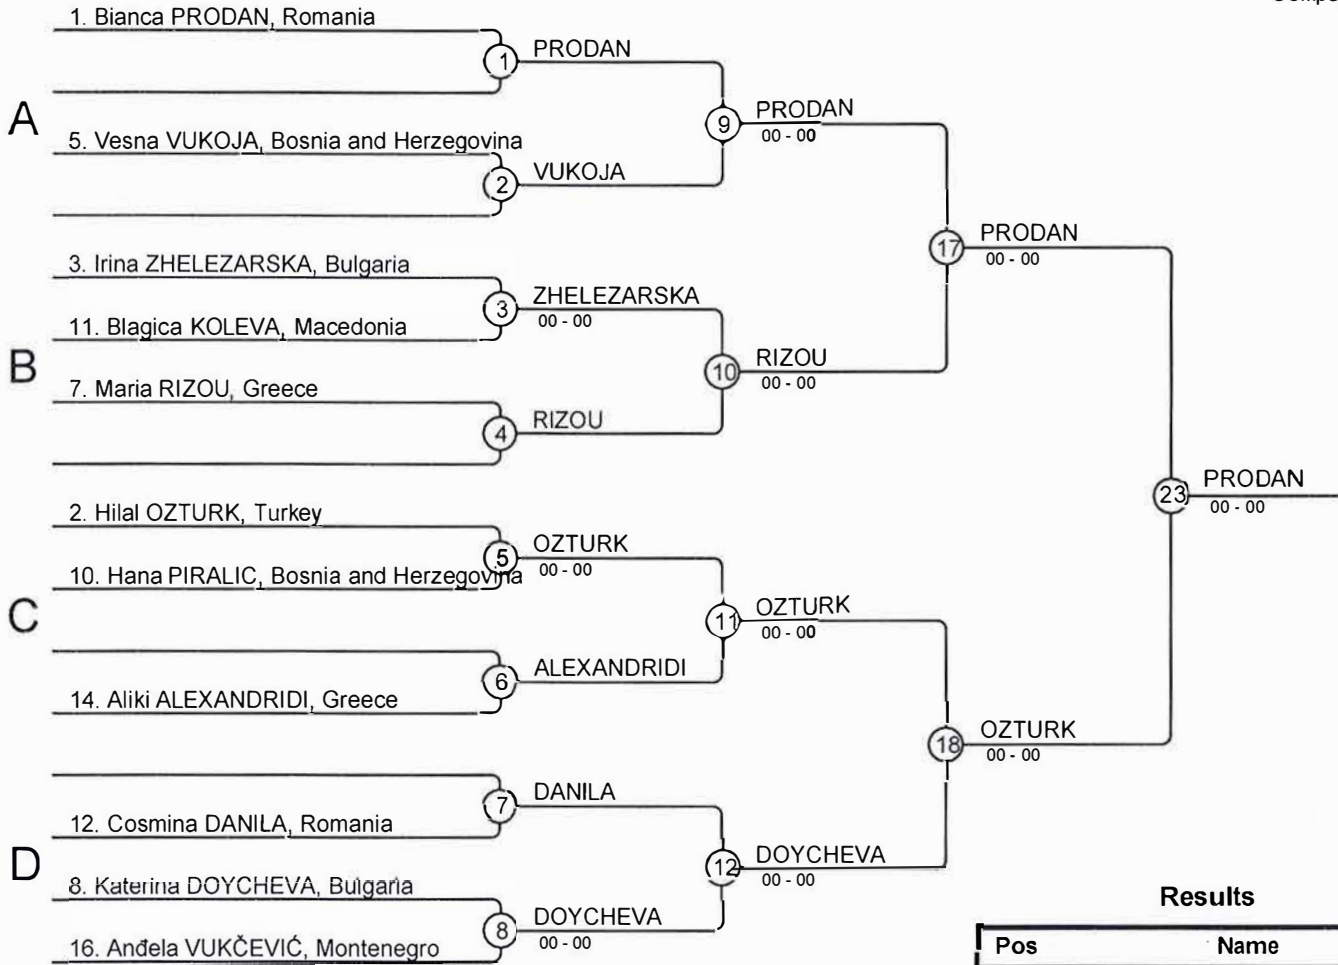 1. Bianca PRODAN, Romania
1
PRODAN
A
9
PRODAN
00 - 00
5. Vesna VUKOJA, Bosnia and Herzegovina
2
VUKOJA
17
PRODAN
00 - 00
3. Irina ZHELEZARSKA, Bulgaria
3
ZHELEZARSKA
00 - 00
11. Blagica KOLEVA, Macedonia
B
10
RIZOU
00 - 00
7. Maria RIZOU, Greece
4
RIZOU
23
PRODAN
00 - 00
2. Hilal OZTURK, Turkey
5
OZTURK
00 - 00
10. Hana PIRALIC, Bosnia and Herzegovina
C
11
OZTURK
00 - 00
6
ALEXANDRIDI
14. Aliki ALEXANDRIDI, Greece
18
OZTURK
00 - 00
7
DANILA
12. Cosmina DANILA, Romania
D
12
DOYCHEVA
00 - 00
8. Katerina DOYCHEVA, Bulgaria
8
DOYCHEVA
00 - 00
16. Anđela VUKČEVIĆ, Montenegro
Results
Pos Name